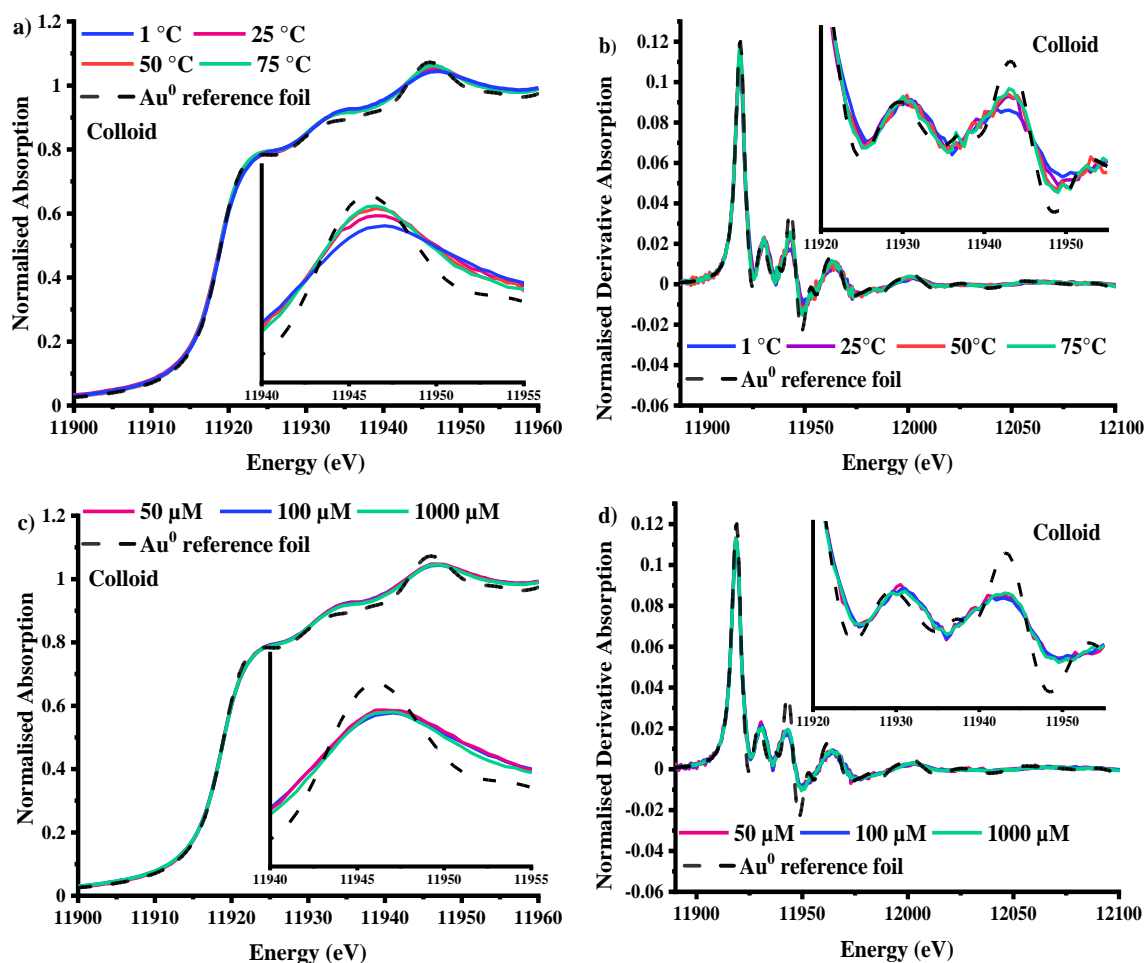 a)
1.2
1
0.8
0.6
0.4
0.2
0
1 °C 25 °C
50 °C 75 °C
Au⁰ reference foil
Colloid
Normalised Absorption
11940 11945 11950 11955
11900 11910 11920 11930 11940 11950 11960
Energy (eV)
b)
0.12
0.1
0.08
0.06
0.04
0.02
0
-0.02
-0.04
-0.06
Colloid
Normalised Derivative Absorption
11920 11930 11940 11950
1 °C 25°C 50°C 75°C
Au⁰ reference foil
11900 11950 12000 12050 12100
Energy (eV)
c)
1.2
1
0.8
0.6
0.4
0.2
0
50 µM 100 µM 1000 µM
Au⁰ reference foil
Colloid
Normalised Absorption
11940 11945 11950 11955
11900 11910 11920 11930 11940 11950 11960
Energy (eV)
d)
0.12
0.1
0.08
0.06
0.04
0.02
0
-0.02
-0.04
-0.06
Colloid
Normalised Derivative Absorption
11920 11930 11940 11950
50 µM 100 µM 1000 µM
Au⁰ reference foil
11900 11950 12000 12050 12100
Energy (eV)